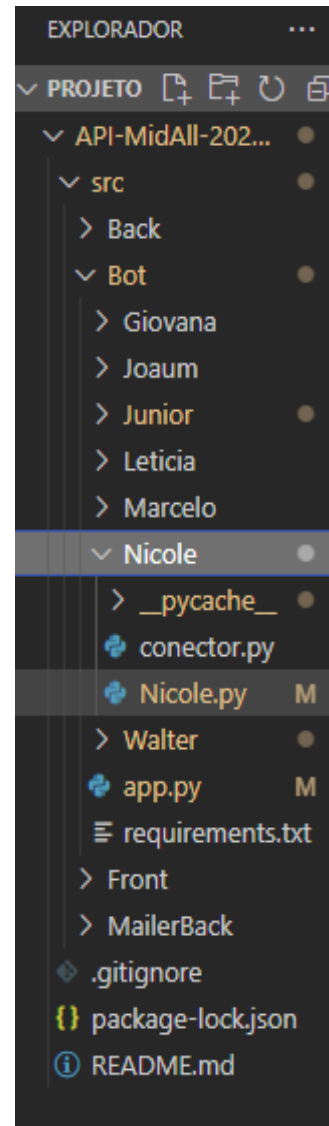 EXPLORADOR ...
PROJETO
API-MidAll-202...
src
Back
Bot
Giovana
Joaum
Junior
Leticia
Marcelo
Nicole
__pycache__
conector.py
Nicole.py M
Walter
app.py M
requirements.txt
Front
MailerBack
.gitignore
{} package-lock.json
README.md